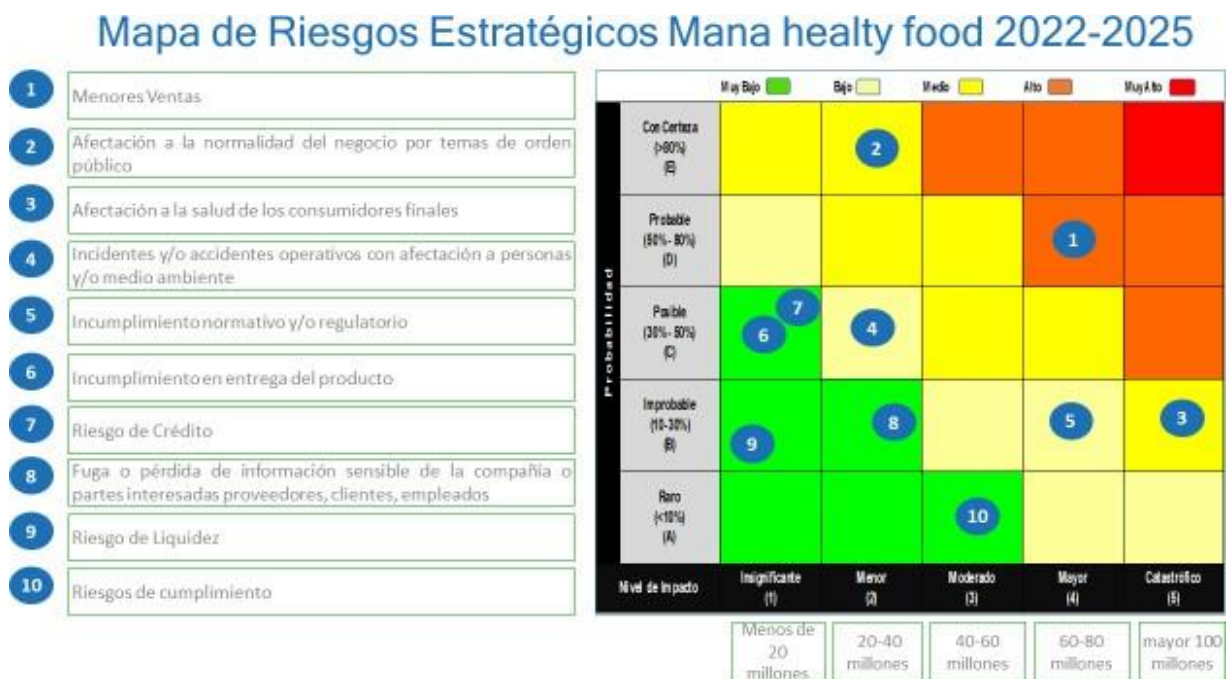 Mapa de Riesgos Estratégicos Mana healty food 2022-2025
1
Menores Ventas
2
Afectación a la normalidad del negocio por temas de orden
público
3
Afectación a la salud de los consumidores finales
4
Incidentes y/o accidentes operativos con afectación a personas
y/o medio ambiente
5
Incumplimiento normativo y/o regulatorio
6
Incumplimiento en entrega del producto
7
Riesgo de Crédito
8
Fuga o pérdida de información sensible de la compañía o
partes interesadas proveedores, clientes, empleados
9
Riesgo de Liquidez
10
Riesgos de cumplimiento
Muy Bajo Bajo Medio Alto Muy Alto
Probabilidad
Con Certeza
(E)
2
Probable
(50% - 80%)
(D)
1
Posible
(30% - 50%)
(C)
6 7 4
Improbable
(10-30%)
(B)
9 8 5 3
Raro
(<10%)
(A)
10
Nivel de Impacto
Insignificante
(1)
Menor
(2)
Moderado
(3)
Mayor
(4)
Catastrófico
(5)
Menos de
20
millones
20-40
millones
40-60
millones
60-80
millones
mayor 100
millones